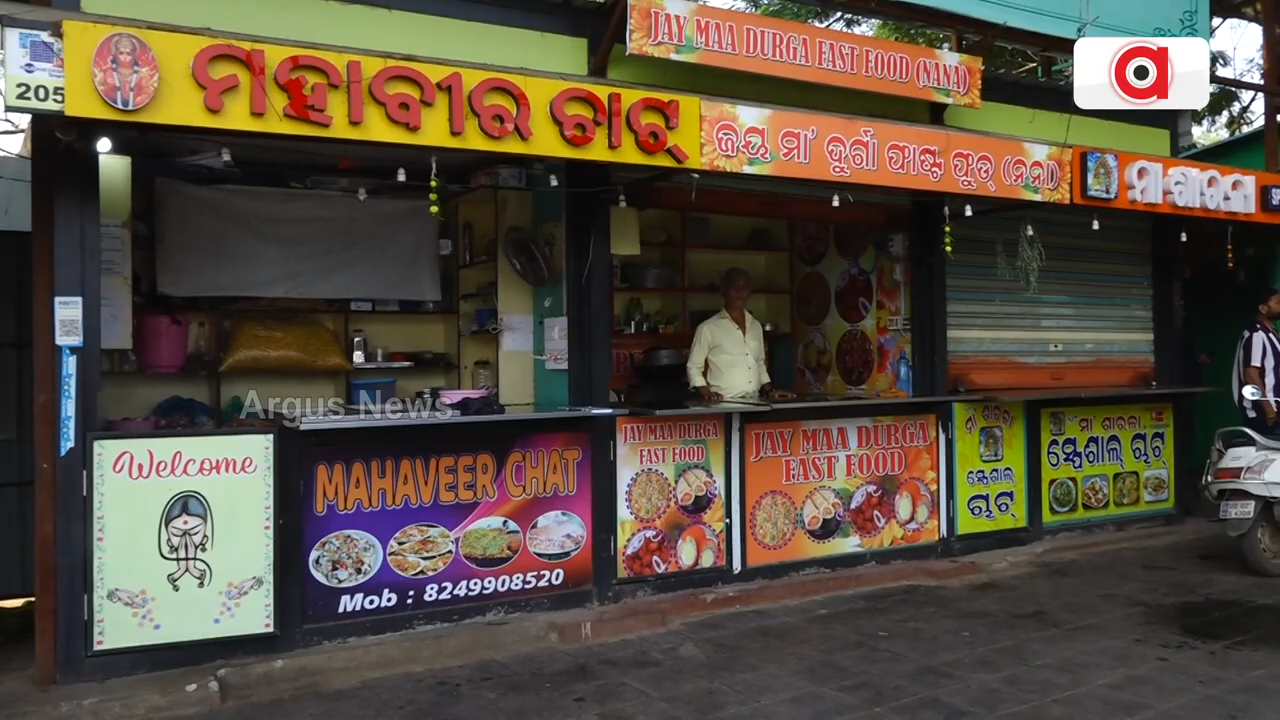 JAY MAA DURGA FAST FOOD (NANA)
205
ମହାବୀର ଚାଟ୍
ଜୟ ମା' ଦୁର୍ଗା ଫାଷ୍ଟ ଫୁଡ୍ (ନନା)
ମା ଶାରଳା
Argus News
Welcome
MAHAVEER CHAT
Mob : 8249908520
JAY MAA DURGA
FAST FOOD
JAY MAA DURGA
FAST FOOD
ମା' ଶାରଳା
ସ୍ପେଶାଲ୍
ଚାଟ୍
ମା' ଶାରଳା
ସ୍ପେଶାଲ୍ ଚାଟ୍